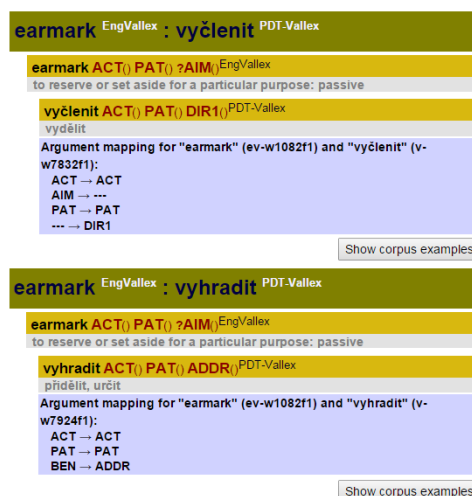 earmark EngVallex : vyčlenit PDT-Vallex
earmark ACT() PAT() ?AIM()EngVallex
to reserve or set aside for a particular purpose: passive
vyčlenit ACT() PAT() DIR1()PDT-Vallex
vydělit
Argument mapping for "earmark" (ev-w1082f1) and "vyčlenit" (v-
w7832f1):
ACT → ACT
AIM → ---
PAT → PAT
--- → DIR1
Show corpus examples
earmark EngVallex : vyhradit PDT-Vallex
earmark ACT() PAT() ?AIM()EngVallex
to reserve or set aside for a particular purpose: passive
vyhradit ACT() PAT() ADDR()PDT-Vallex
přidělit, určit
Argument mapping for "earmark" (ev-w1082f1) and "vyhradit" (v-
w7924f1):
ACT → ACT
PAT → PAT
BEN → ADDR
Show corpus examples